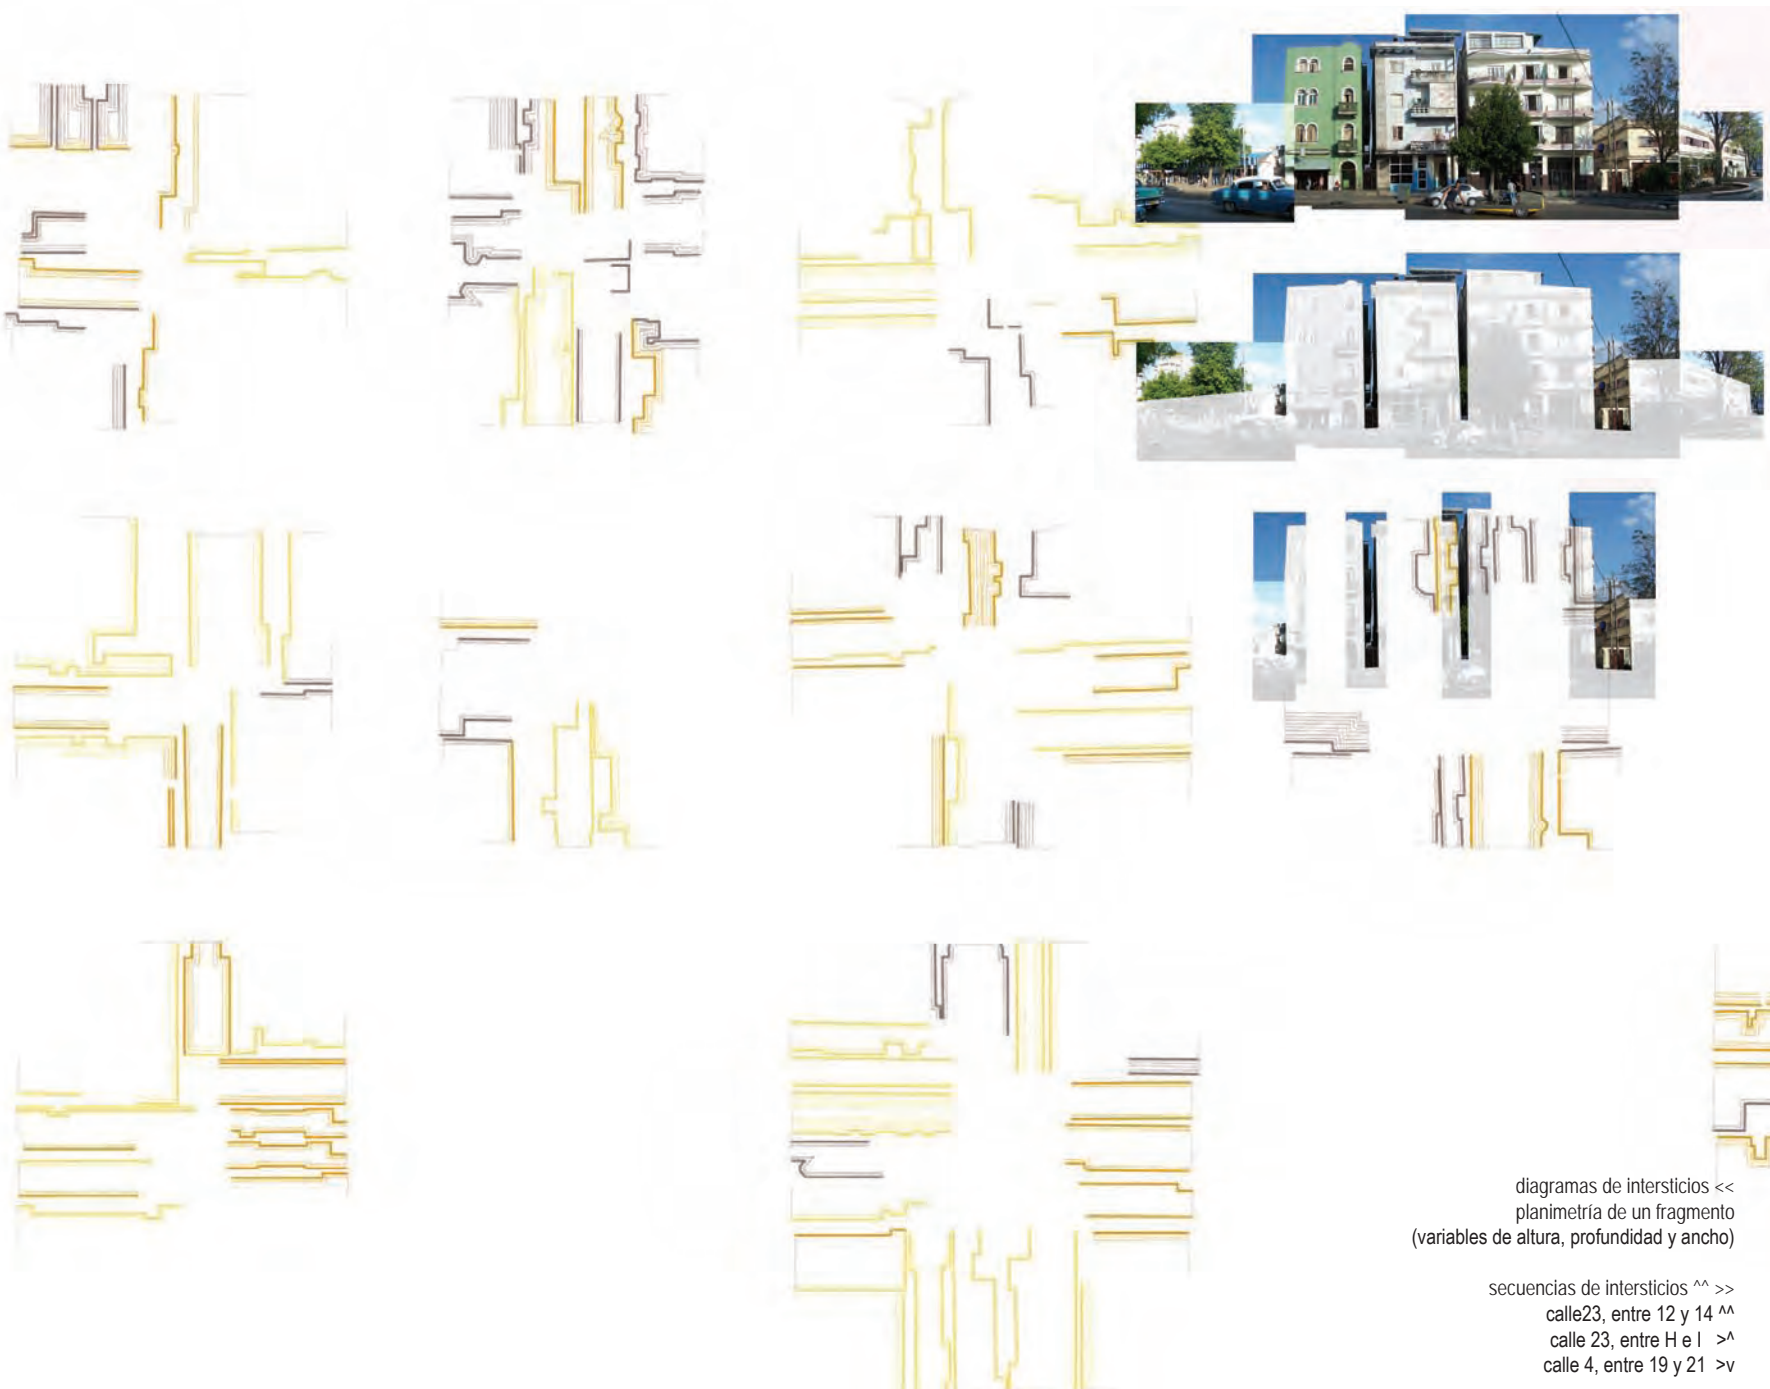 diagramas de intersticios <<
planimetría de un fragmento
(variables de altura, profundidad y ancho)
secuencias de intersticios ^^ >>
calle23, entre 12 y 14 ^^
calle 23, entre H e I >^
calle 4, entre 19 y 21 >v